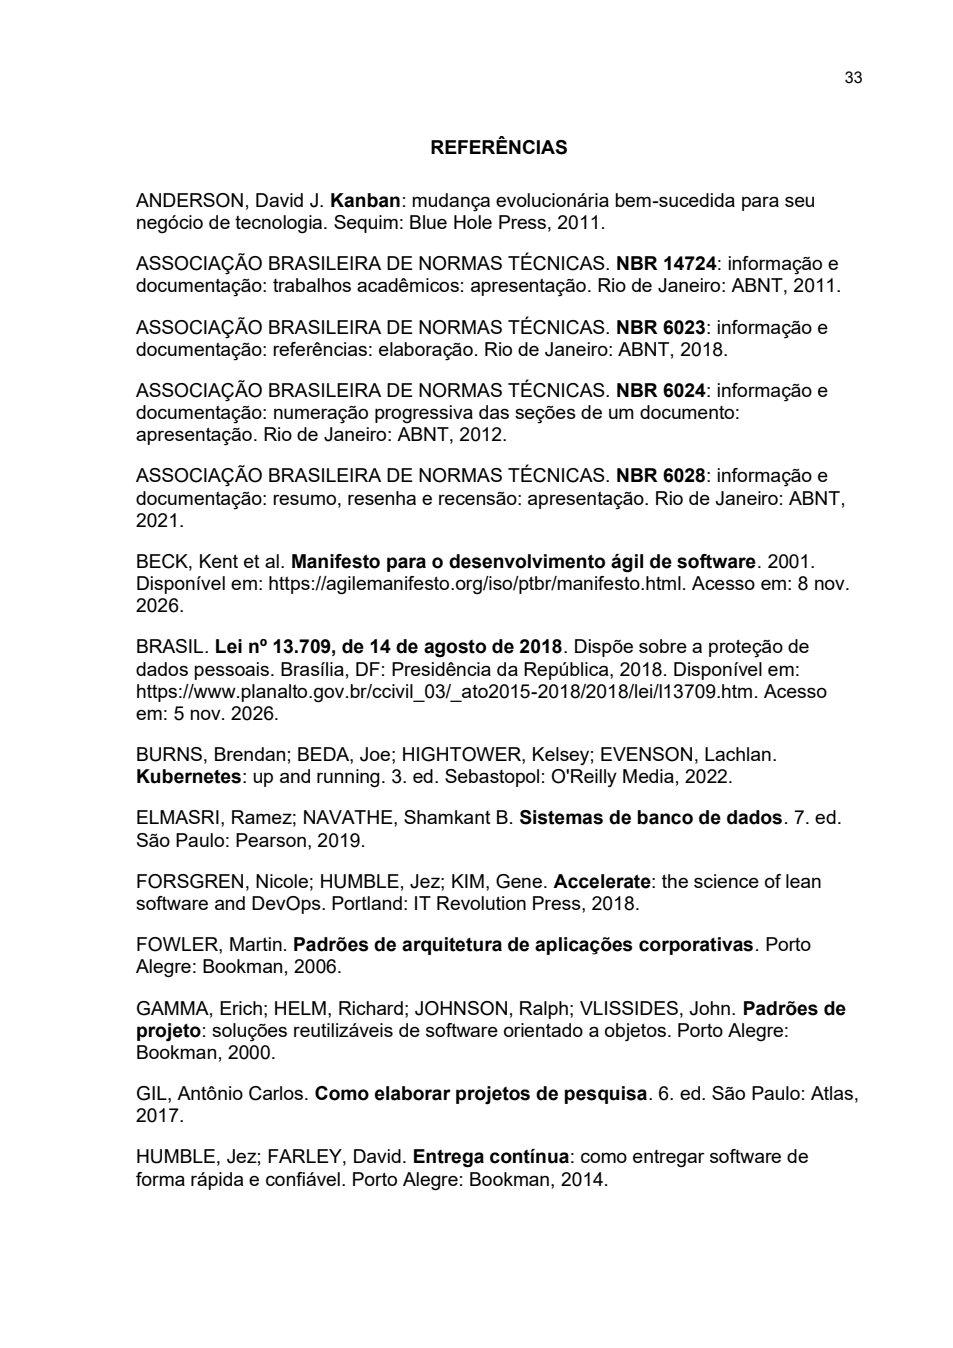 33
REFERÊNCIAS
ANDERSON, David J. Kanban: mudança evolucionária bem-sucedida para seu
negócio de tecnologia. Sequim: Blue Hole Press, 2011.
ASSOCIAÇÃO BRASILEIRA DE NORMAS TÉCNICAS. NBR 14724: informação e
documentação: trabalhos acadêmicos: apresentação. Rio de Janeiro: ABNT, 2011.
ASSOCIAÇÃO BRASILEIRA DE NORMAS TÉCNICAS. NBR 6023: informação e
documentação: referências: elaboração. Rio de Janeiro: ABNT, 2018.
ASSOCIAÇÃO BRASILEIRA DE NORMAS TÉCNICAS. NBR 6024: informação e
documentação: numeração progressiva das seções de um documento:
apresentação. Rio de Janeiro: ABNT, 2012.
ASSOCIAÇÃO BRASILEIRA DE NORMAS TÉCNICAS. NBR 6028: informação e
documentação: resumo, resenha e recensão: apresentação. Rio de Janeiro: ABNT,
2021.
BECK, Kent et al. Manifesto para o desenvolvimento ágil de software. 2001.
Disponível em: https://agilemanifesto.org/iso/ptbr/manifesto.html. Acesso em: 8 nov.
2026.
BRASIL. Lei nº 13.709, de 14 de agosto de 2018. Dispõe sobre a proteção de
dados pessoais. Brasília, DF: Presidência da República, 2018. Disponível em:
https://www.planalto.gov.br/ccivil_03/_ato2015-2018/2018/lei/l13709.htm. Acesso
em: 5 nov. 2026.
BURNS, Brendan; BEDA, Joe; HIGHTOWER, Kelsey; EVENSON, Lachlan.
Kubernetes: up and running. 3. ed. Sebastopol: O'Reilly Media, 2022.
ELMASRI, Ramez; NAVATHE, Shamkant B. Sistemas de banco de dados. 7. ed.
São Paulo: Pearson, 2019.
FORSGREN, Nicole; HUMBLE, Jez; KIM, Gene. Accelerate: the science of lean
software and DevOps. Portland: IT Revolution Press, 2018.
FOWLER, Martin. Padrões de arquitetura de aplicações corporativas. Porto
Alegre: Bookman, 2006.
GAMMA, Erich; HELM, Richard; JOHNSON, Ralph; VLISSIDES, John. Padrões de
projeto: soluções reutilizáveis de software orientado a objetos. Porto Alegre:
Bookman, 2000.
GIL, Antônio Carlos. Como elaborar projetos de pesquisa. 6. ed. São Paulo: Atlas,
2017.
HUMBLE, Jez; FARLEY, David. Entrega contínua: como entregar software de
forma rápida e confiável. Porto Alegre: Bookman, 2014.